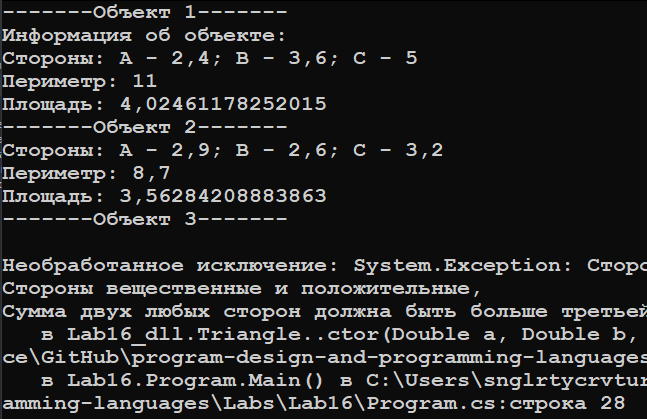 -------Объект 1-------
Информация об объекте:
Стороны: A - 2,4; B - 3,6; C - 5
Периметр: 11
Площадь: 4,02461178252015
-------Объект 2-------
Стороны: A - 2,9; B - 2,6; C - 3,2
Периметр: 8,7
Площадь: 3,56284208883863
-------Объект 3-------
Необработанное исключение: System.Exception: Сторо
Стороны вещественные и положительные,
Сумма двух любых сторон должна быть больше третьей
в Lab16_dll.Triangle..ctor(Double a, Double b,
ce\GitHub\program-design-and-programming-languages
в Lab16.Program.Main() в C:\Users\snglrtycrvtur
amming-languages\Labs\Lab16\Program.cs:строка 28